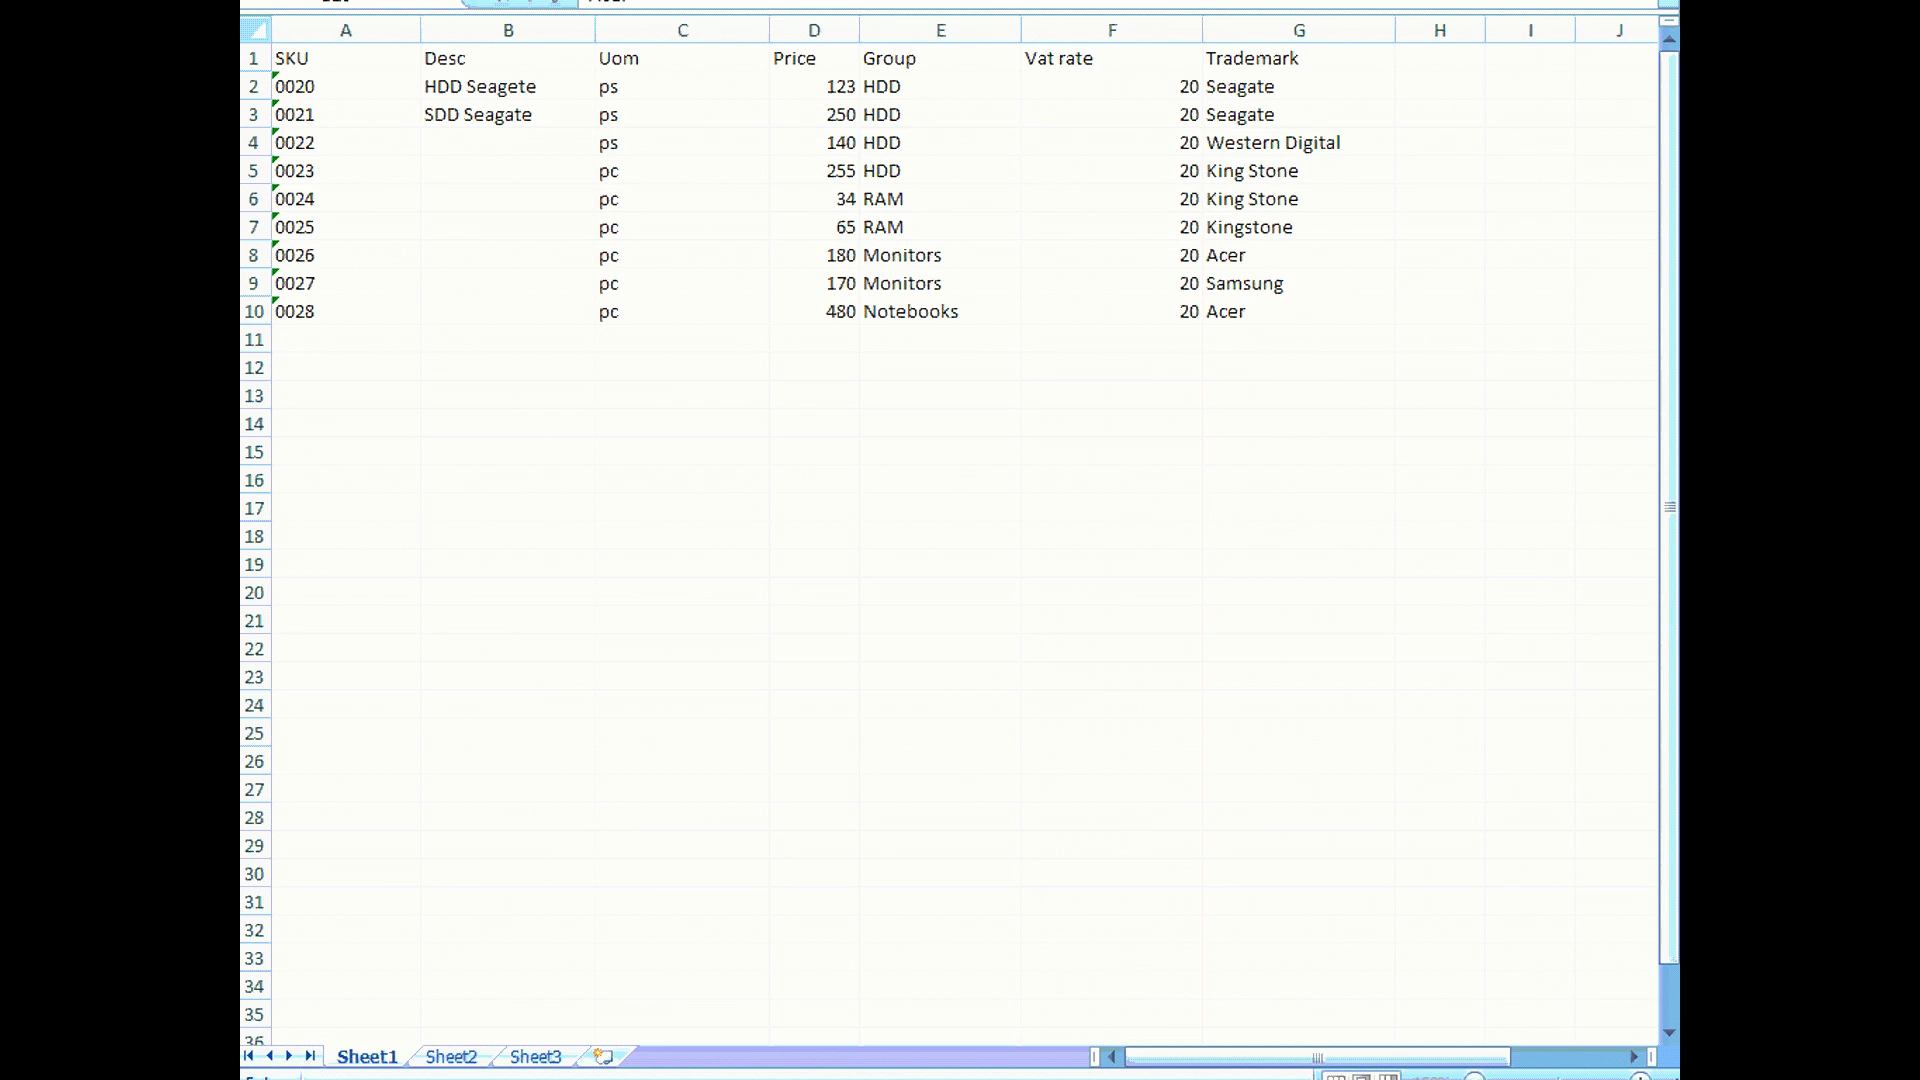 A B C D E F G H I J
1 SKU Desc Uom Price Group Vat rate Trademark
2 0020 HDD Seagete ps 123 HDD 20 Seagate
3 0021 SDD Seagate ps 250 HDD 20 Seagate
4 0022 ps 140 HDD 20 Western Digital
5 0023 pc 255 HDD 20 King Stone
6 0024 pc 34 RAM 20 King Stone
7 0025 pc 65 RAM 20 Kingstone
8 0026 pc 180 Monitors 20 Acer
9 0027 pc 170 Monitors 20 Samsung
10 0028 pc 480 Notebooks 20 Acer
11
12
13
14
15
16
17
18
19
20
21
22
23
24
25
26
27
28
29
30
31
32
33
34
35
36
Sheet1 Sheet2 Sheet3